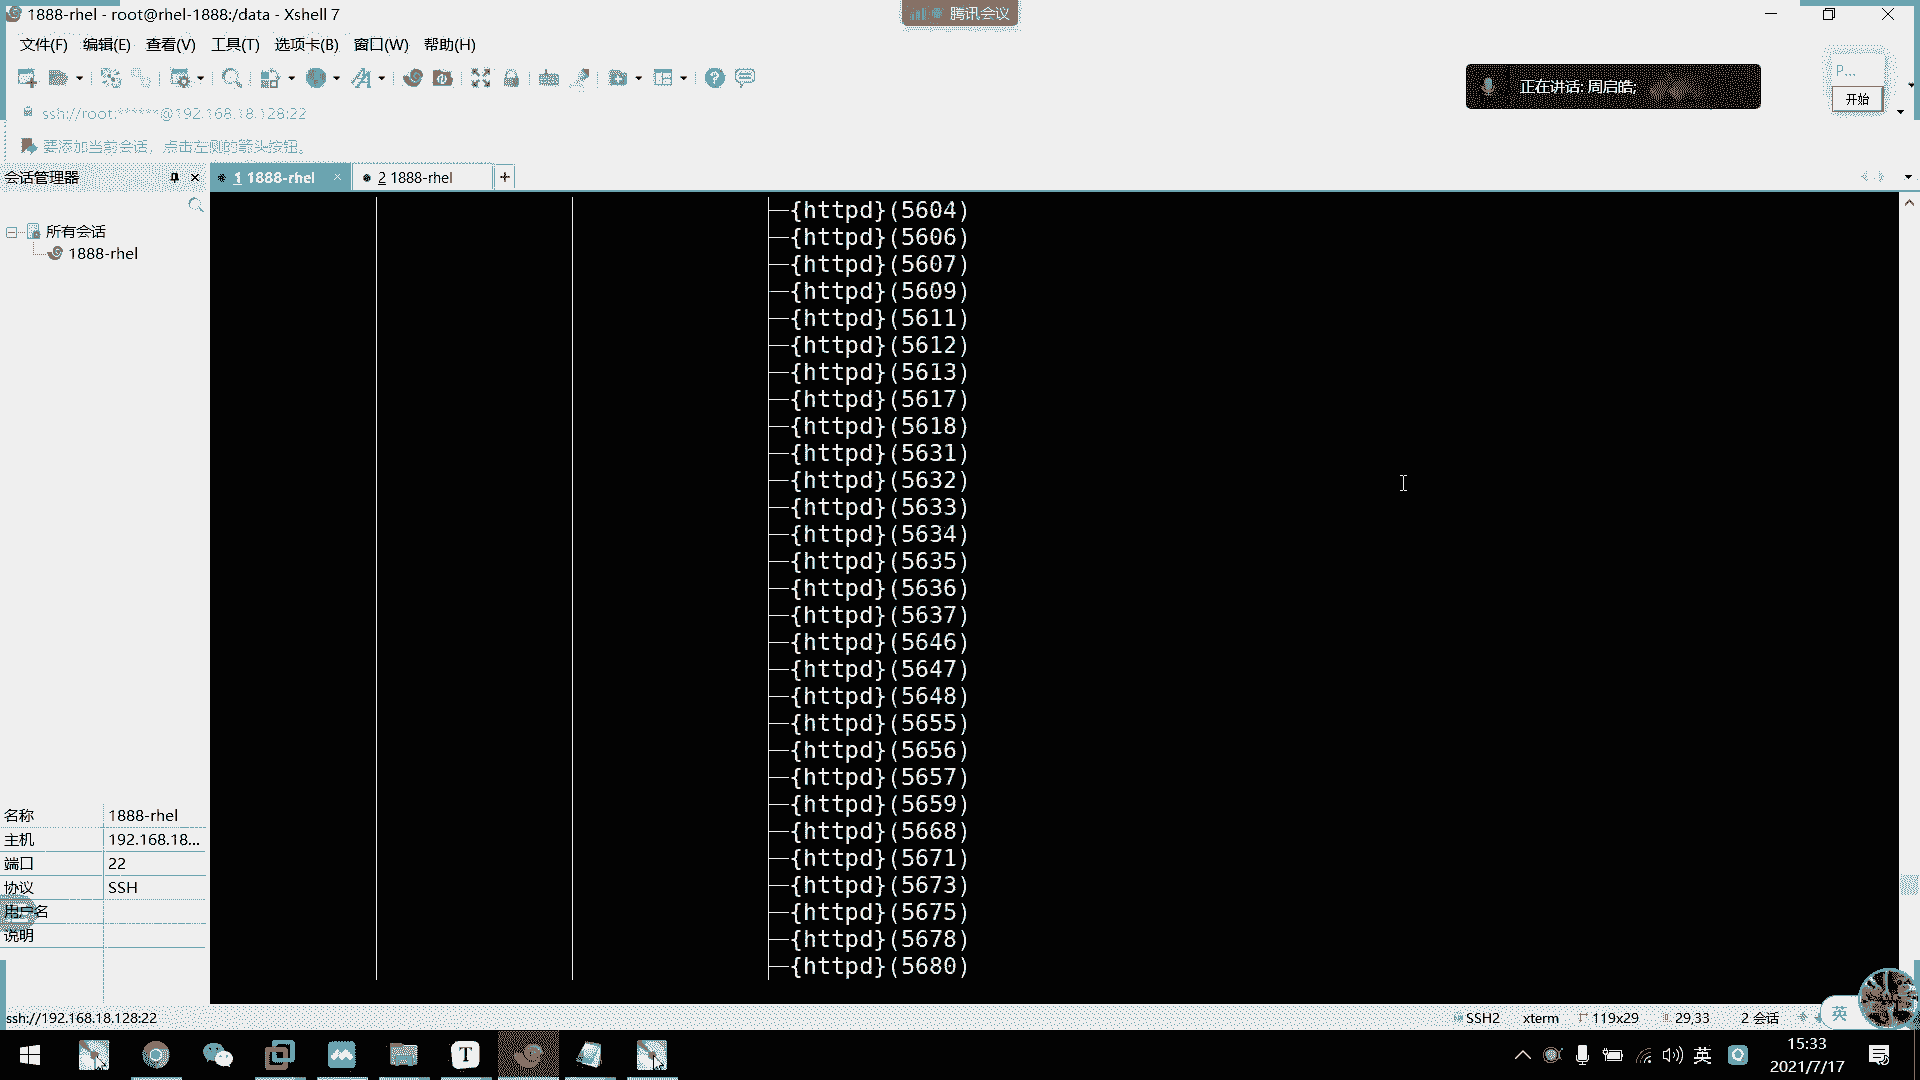 1888-rhel - root@rhel-1888:/data - Xshell 7
腾讯会议
文件(F) 编辑(E) 查看(V) 工具(T) 选项卡(B) 窗口(W) 帮助(H)
正在讲话: 周启皓;
P...
开始
ssh://root:******@192.168.18.128:22
要添加当前会话，点击左侧的箭头按钮。
会话管理器
1 1888-rhel
2 1888-rhel
所有会话
1888-rhel
{httpd}(5604)
{httpd}(5606)
{httpd}(5607)
{httpd}(5609)
{httpd}(5611)
{httpd}(5612)
{httpd}(5613)
{httpd}(5617)
{httpd}(5618)
{httpd}(5631)
{httpd}(5632)
{httpd}(5633)
{httpd}(5634)
{httpd}(5635)
{httpd}(5636)
{httpd}(5637)
{httpd}(5646)
{httpd}(5647)
{httpd}(5648)
{httpd}(5655)
{httpd}(5656)
{httpd}(5657)
{httpd}(5659)
{httpd}(5668)
{httpd}(5671)
{httpd}(5673)
{httpd}(5675)
{httpd}(5678)
{httpd}(5680)
名称 1888-rhel
主机 192.168.18...
端口 22
协议 SSH
用户名
说明
ssh://192.168.18.128:22
SSH2 xterm 119x29 29,33 2 会话
英
T
英
15:33
2021/7/17